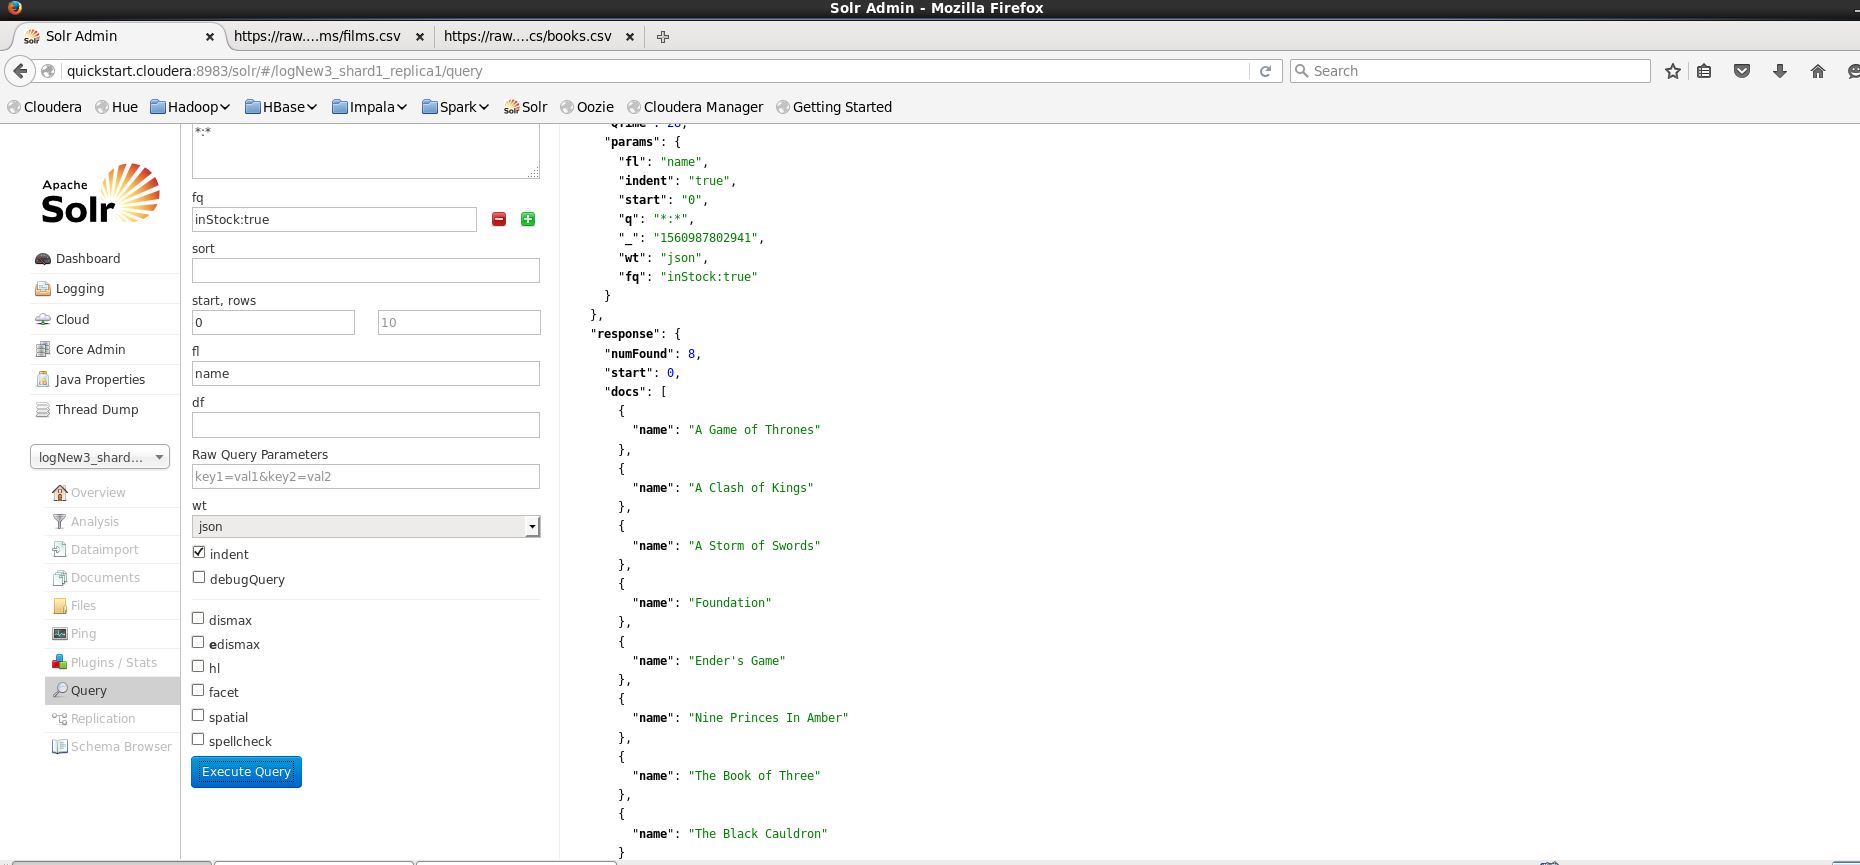 Solr Admin - Mozilla Firefox
Solr Admin
https://raw....ms/films.csv
https://raw....cs/books.csv
quickstart.cloudera:8983/solr/#/logNew3_shard1_replica1/query
Search
Cloudera Hue Hadoop HBase Impala Spark Solr Oozie Cloudera Manager Getting Started
Apache
Solr
Dashboard
Logging
Cloud
Core Admin
Java Properties
Thread Dump
logNew3_shard...
Overview
Analysis
Dataimport
Documents
Files
Ping
Plugins / Stats
Query
Replication
Schema Browser
*:*
fq
inStock:true
sort
start, rows
0 10
fl
name
df
Raw Query Parameters
key1=val1&key2=val2
wt
json
indent
debugQuery
dismax
edismax
hl
facet
spatial
spellcheck
Execute Query
"QTime": 28,
"params": {
"fl": "name",
"indent": "true",
"start": "0",
"q": "*:*",
"_": "1560987802941",
"wt": "json",
"fq": "inStock:true"
}
},
"response": {
"numFound": 8,
"start": 0,
"docs": [
{
"name": "A Game of Thrones"
},
{
"name": "A Clash of Kings"
},
{
"name": "A Storm of Swords"
},
{
"name": "Foundation"
},
{
"name": "Ender's Game"
},
{
"name": "Nine Princes In Amber"
},
{
"name": "The Book of Three"
},
{
"name": "The Black Cauldron"
}